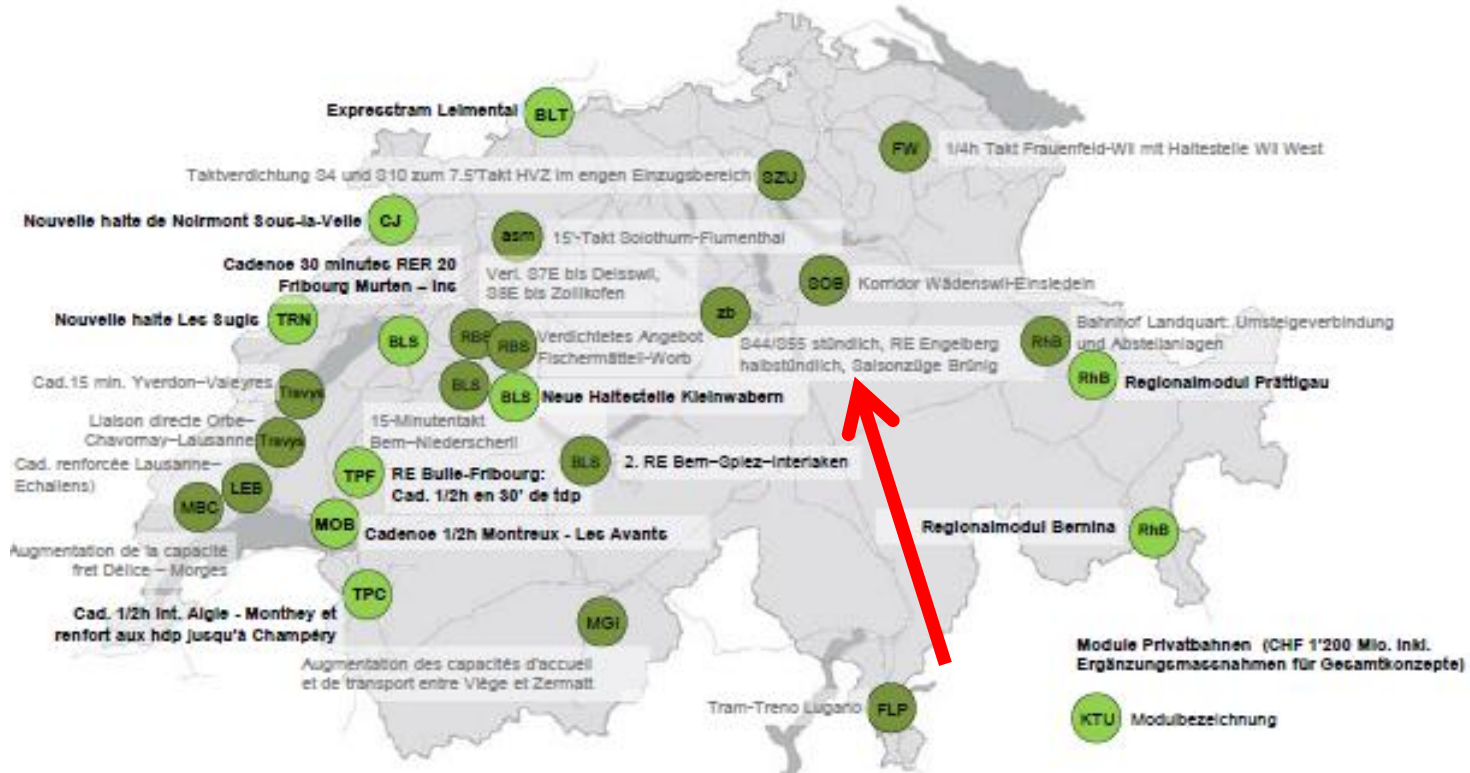 Expresstram Leimental
BLT
FW
1/4h Takt Frauenfeld-Wil mit Haltestelle Wil West
Taktverdichtung S4 und S10 zum 7.5'Takt HVZ im engen Einzugsbereich
SZU
Nouvelle halte de Noirmont Sous-la-Velle
CJ
asm
15'-Takt Solothurn-Flumenthal
Cadence 30 minutes RER 20
Fribourg Murten – Ins
Verl. S7E bis Deisswil,
S8E bis Zollikofen
SOB
Korridor Wädenswil-Einsiedeln
Nouvelle halte Les Sugis
TRN
BLS
RBS
RBS
Verdichtetes Angebot
Fischermätteli-Worb
zb
S44/S55 stündlich, RE Engelberg
halbstündlich, Saisonzüge Brünig
RhB
Bahnhof Landquart: Umsteigeverbindung
und Abstellanlagen
RhB
Regionalmodul Prättigau
Cad.15 min. Yverdon–Valeyres
Travys
BLS
BLS
Neue Haltestelle Kleinwabern
Liaison directe Orbe–
Chavornay–Lausanne
Travys
15-Minutentakt
Bern–Niederscherli
Cad. renforcée Lausanne–
Echallens)
LEB
TPF
RE Bulle-Fribourg:
Cad. 1/2h en 30' de tdp
BLS
2. RE Bern–Spiez–Interlaken
MBC
MOB
Cadence 1/2h Montreux - Les Avants
Regionalmodul Bernina
RhB
Augmentation de la capacité
fret Délice – Morges
TPC
Cad. 1/2h int. Aigle - Monthey et
renfort aux hdp jusqu'à Champéry
MGI
Augmentation des capacités d'accueil
et de transport entre Viège et Zermatt
Tram-Treno Lugano
FLP
Module Privatbahnen (CHF 1'200 Mio. inkl.
Ergänzungsmassnahmen für Gesamtkonzepte)
KTU
Modulbezeichnung